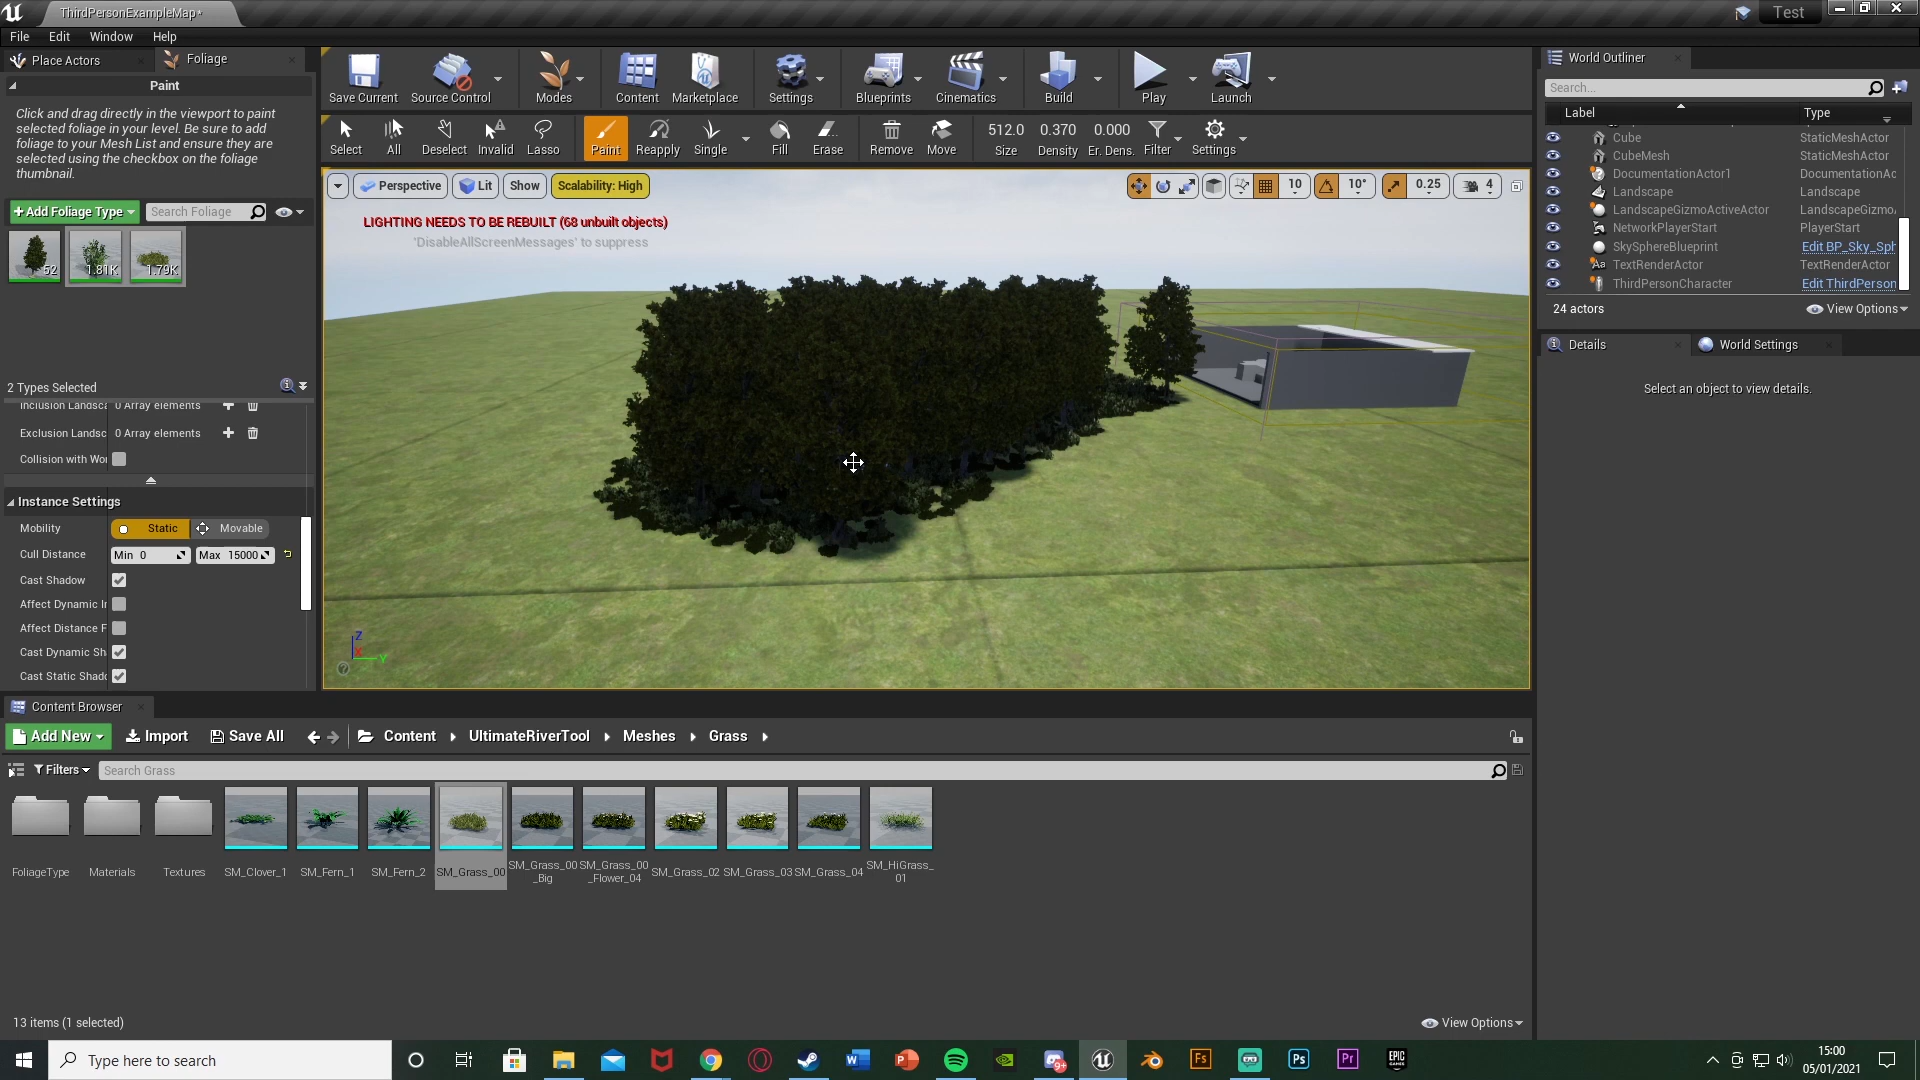 ThirdPersonExampleMap*
Test
File Edit Window Help
Place Actors
Foliage
Paint
Click and drag directly in the viewport to paint
selected foliage in your level. Be sure to add
foliage to your Mesh List and ensure they are
selected using the checkbox on the foliage
thumbnail.
+Add Foliage Type
Search Foliage
52
1.81K
1.79K
2 Types Selected
Inclusion Landsca 0 Array elements
Exclusion Landsc 0 Array elements
Collision with Wor
Instance Settings
Mobility Static Movable
Cull Distance Min 0 Max 15000
Cast Shadow
Affect Dynamic Ir
Affect Distance F
Cast Dynamic Sh
Cast Static Shado
Save Current Source Control Modes Content Marketplace Settings Blueprints Cinematics Build Play Launch
Select All Deselect Invalid Lasso Paint Reapply Single Fill Erase Remove Move
512.0 0.370 0.000
Size Density Er. Dens. Filter Settings
Perspective Lit Show Scalability: High
10 10° 0.25 4
LIGHTING NEEDS TO BE REBUILT (68 unbuilt objects)
'DisableAllScreenMessages' to suppress
Z
X
Y
World Outliner
Search...
Label Type
Cube StaticMeshActor
CubeMesh StaticMeshActor
DocumentationActor1 DocumentationAc
Landscape Landscape
LandscapeGizmoActiveActor LandscapeGizmo
NetworkPlayerStart PlayerStart
SkySphereBlueprint Edit BP_Sky_Sph
TextRenderActor TextRenderActor
ThirdPersonCharacter Edit ThirdPerson
24 actors
View Options
Details
World Settings
Select an object to view details.
Content Browser
Add New Import Save All Content UltimateRiverTool Meshes Grass
Filters Search Grass
FoliageType Materials Textures SM_Clover_1 SM_Fern_1 SM_Fern_2 SM_Grass_00 SM_Grass_00_Big SM_Grass_00_Flower_04 SM_Grass_02 SM_Grass_03 SM_Grass_04 SM_HiGrass_01
13 items (1 selected)
View Options
Type here to search
15:00
05/01/2021